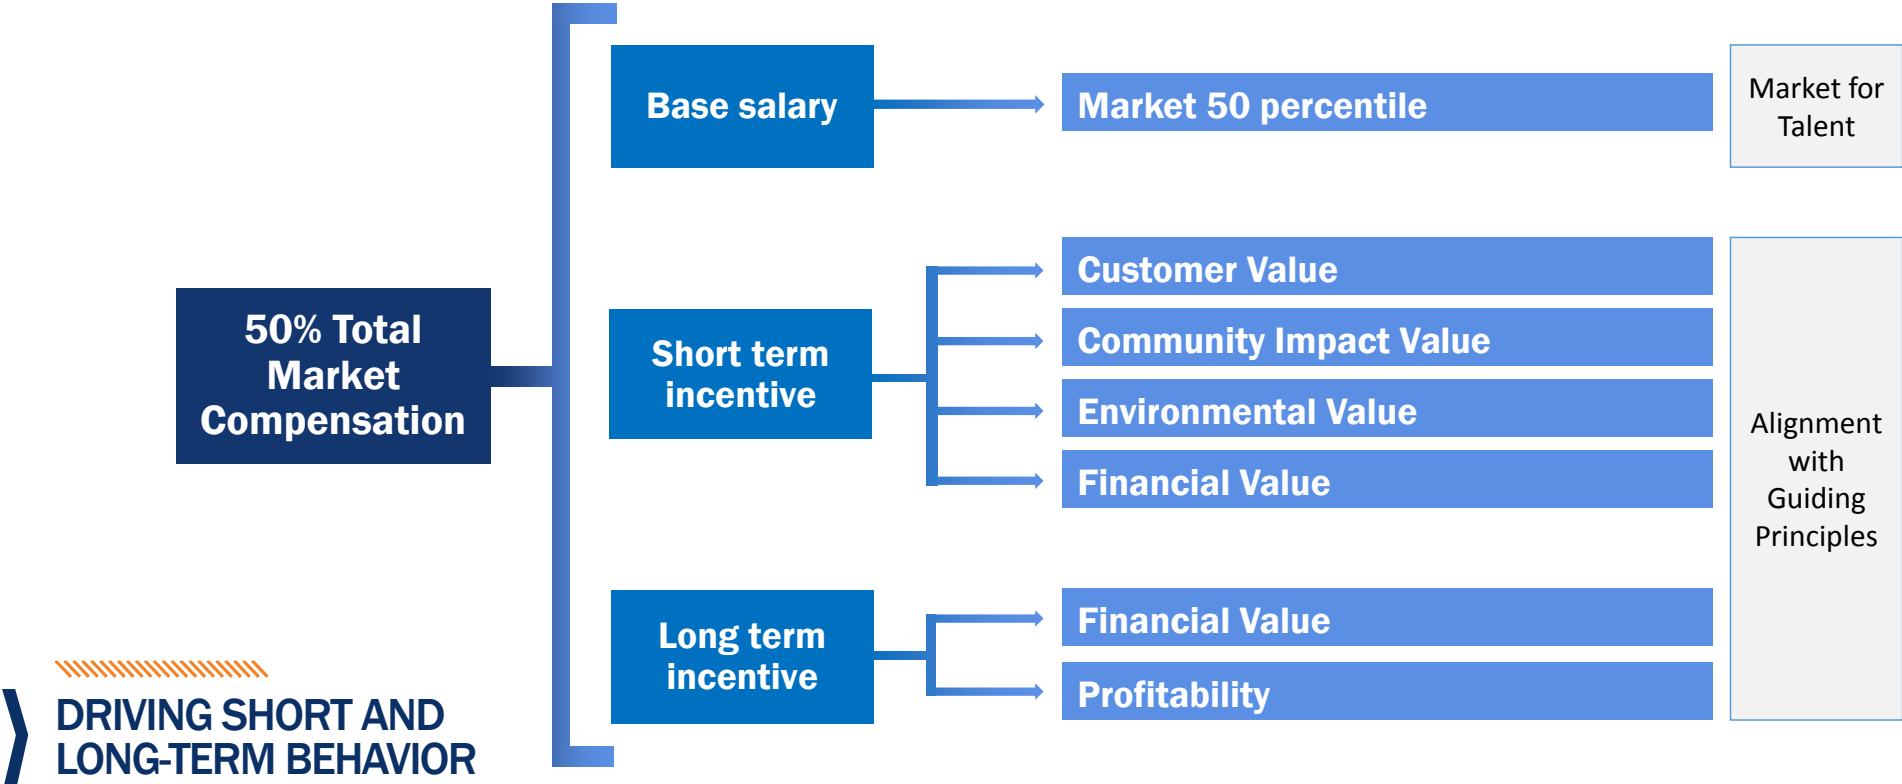 50% Total
Market
Compensation
Base salary
Market 50 percentile
Market for
Talent
Short term
incentive
Customer Value
Community Impact Value
Environmental Value
Financial Value
Long term
incentive
Financial Value
Profitability
Alignment
with
Guiding
Principles
DRIVING SHORT AND
LONG-TERM BEHAVIOR